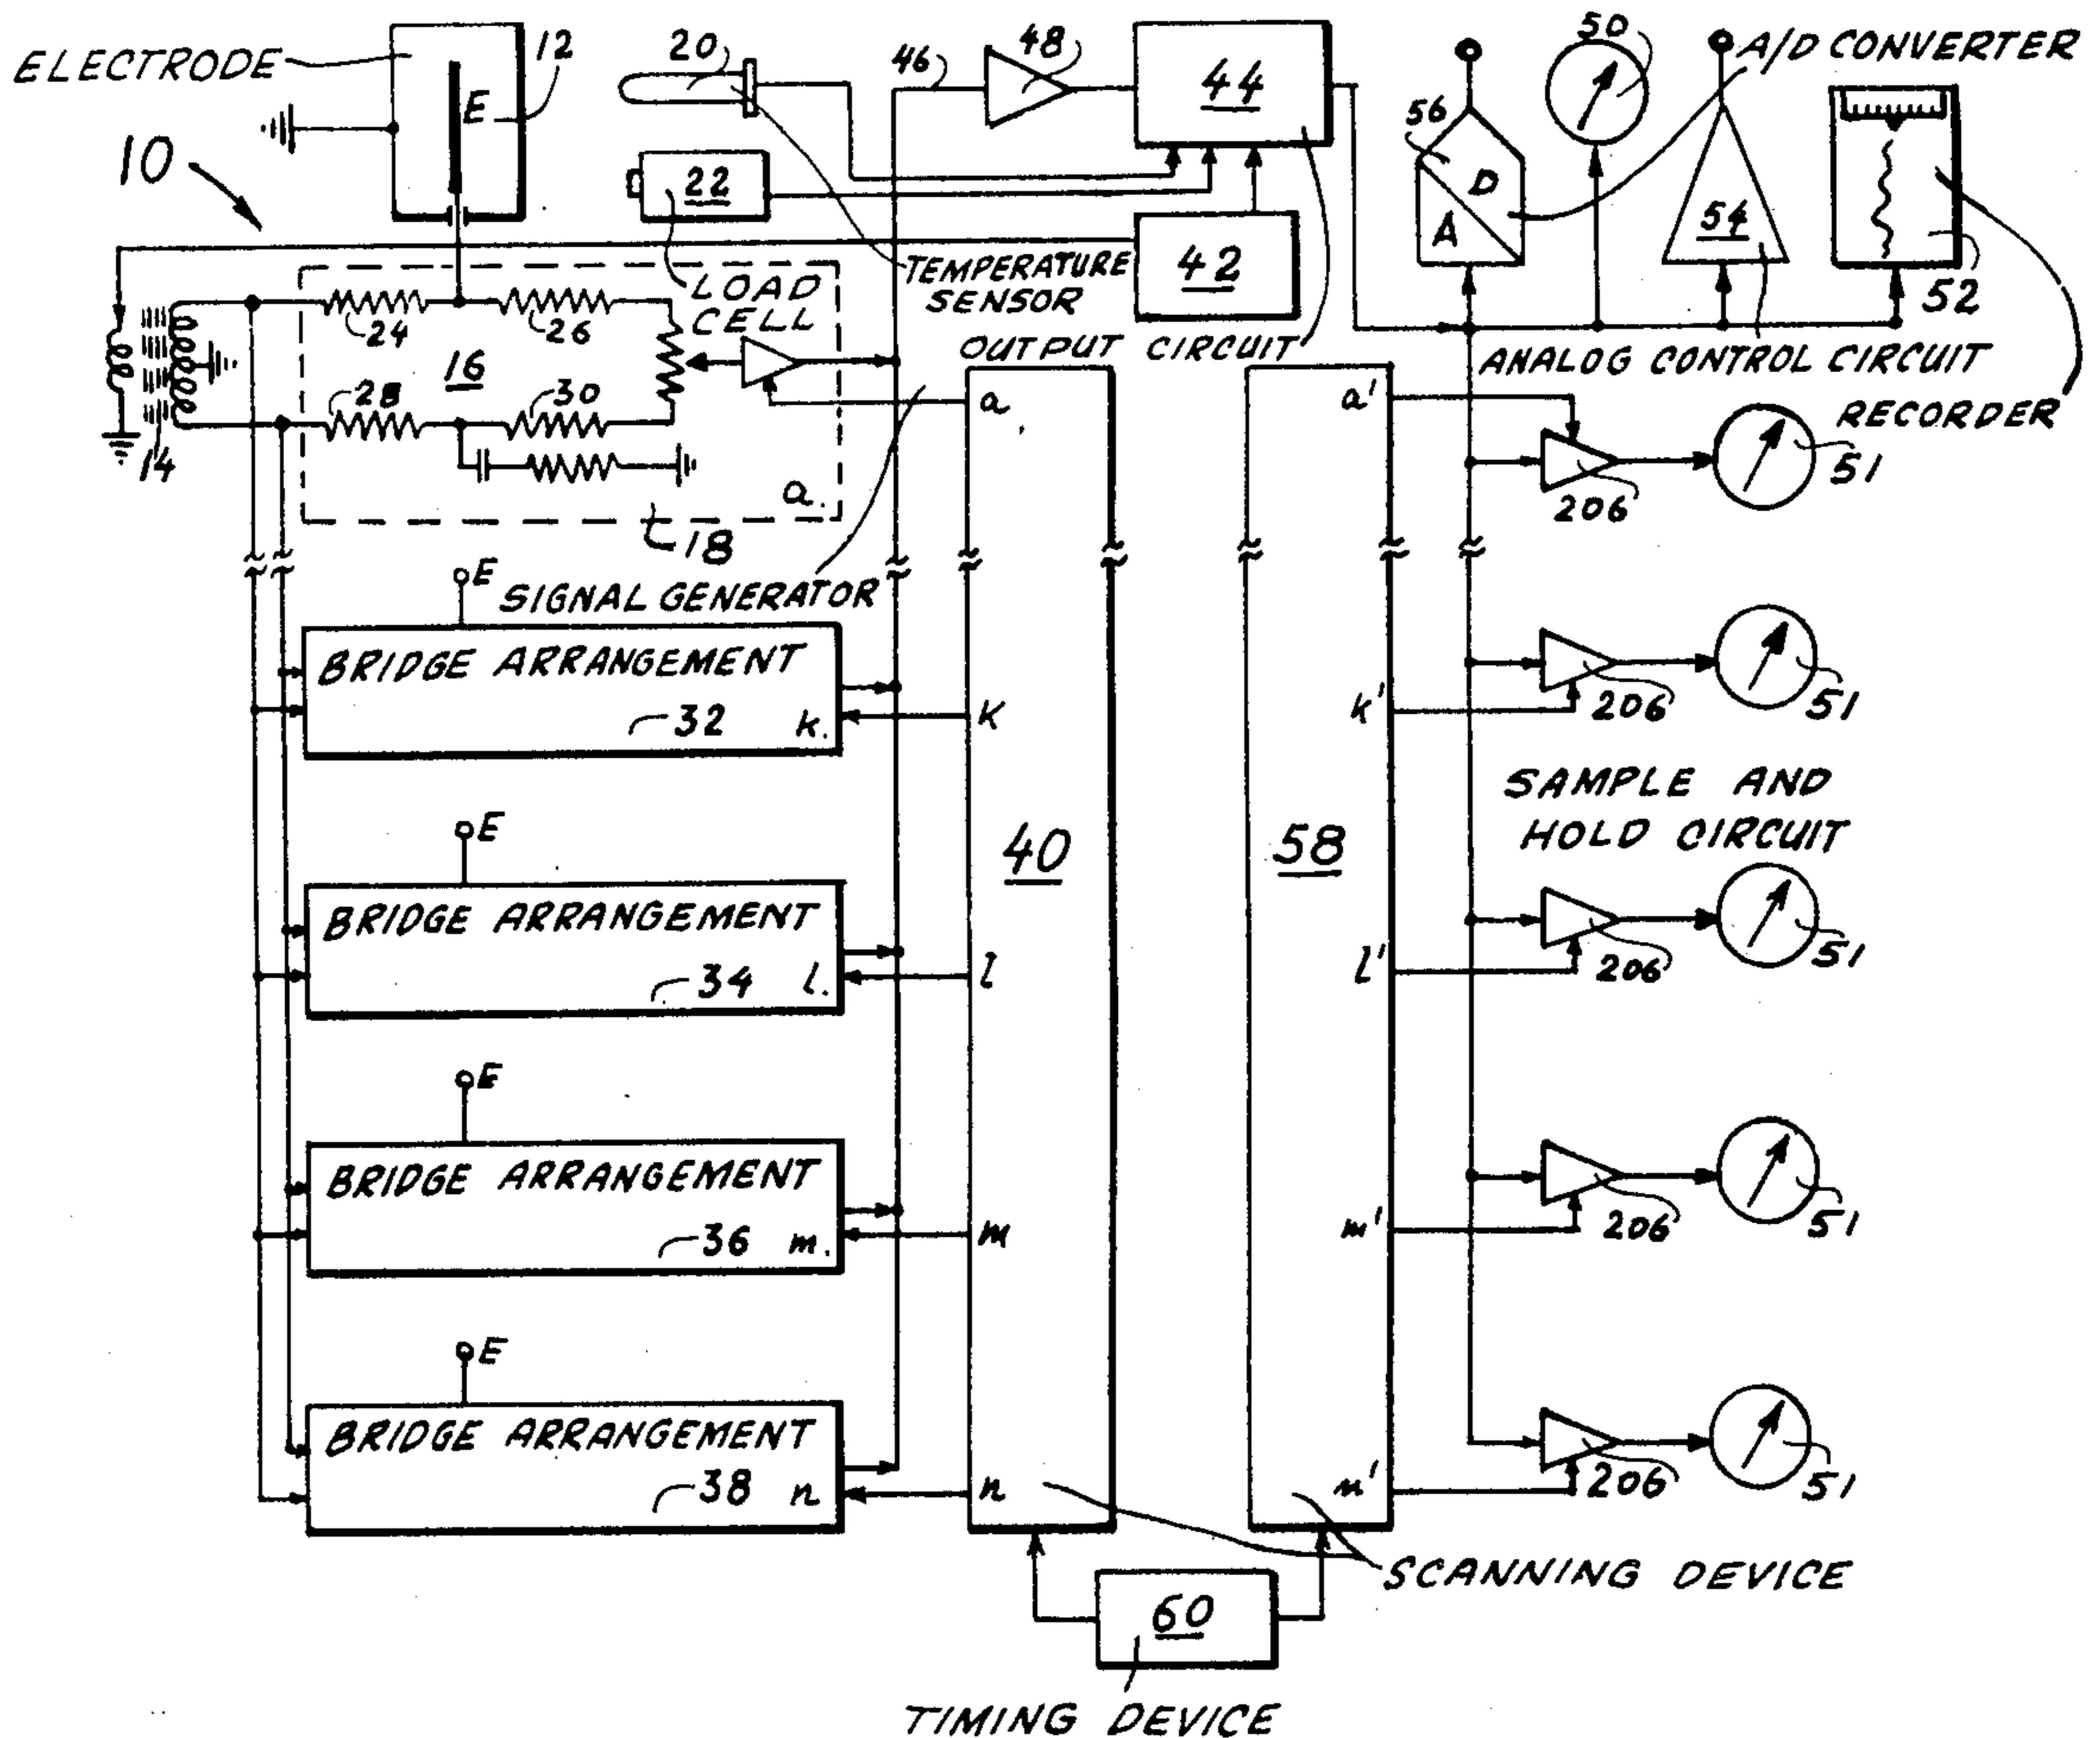 ELECTRODE
12
E
10
20
22
LOAD
CELL
TEMPERATURE
SENSOR
46
48
44
42
OUTPUT CIRCUIT
56
D
A
50
A/D CONVERTER
54
52
ANALOG CONTROL CIRCUIT
RECORDER
14
24
26
16
28
30
a.
18
SIGNAL GENERATOR
E
BRIDGE ARRANGEMENT
32
k.
E
BRIDGE ARRANGEMENT
34
l.
E
BRIDGE ARRANGEMENT
36
m.
E
BRIDGE ARRANGEMENT
38
n
a
k
40
l
m
n
a'
k'
58
l'
m'
n'
206
51
206
51
SAMPLE AND
HOLD CIRCUIT
206
51
206
51
206
51
SCANNING DEVICE
60
TIMING DEVICE